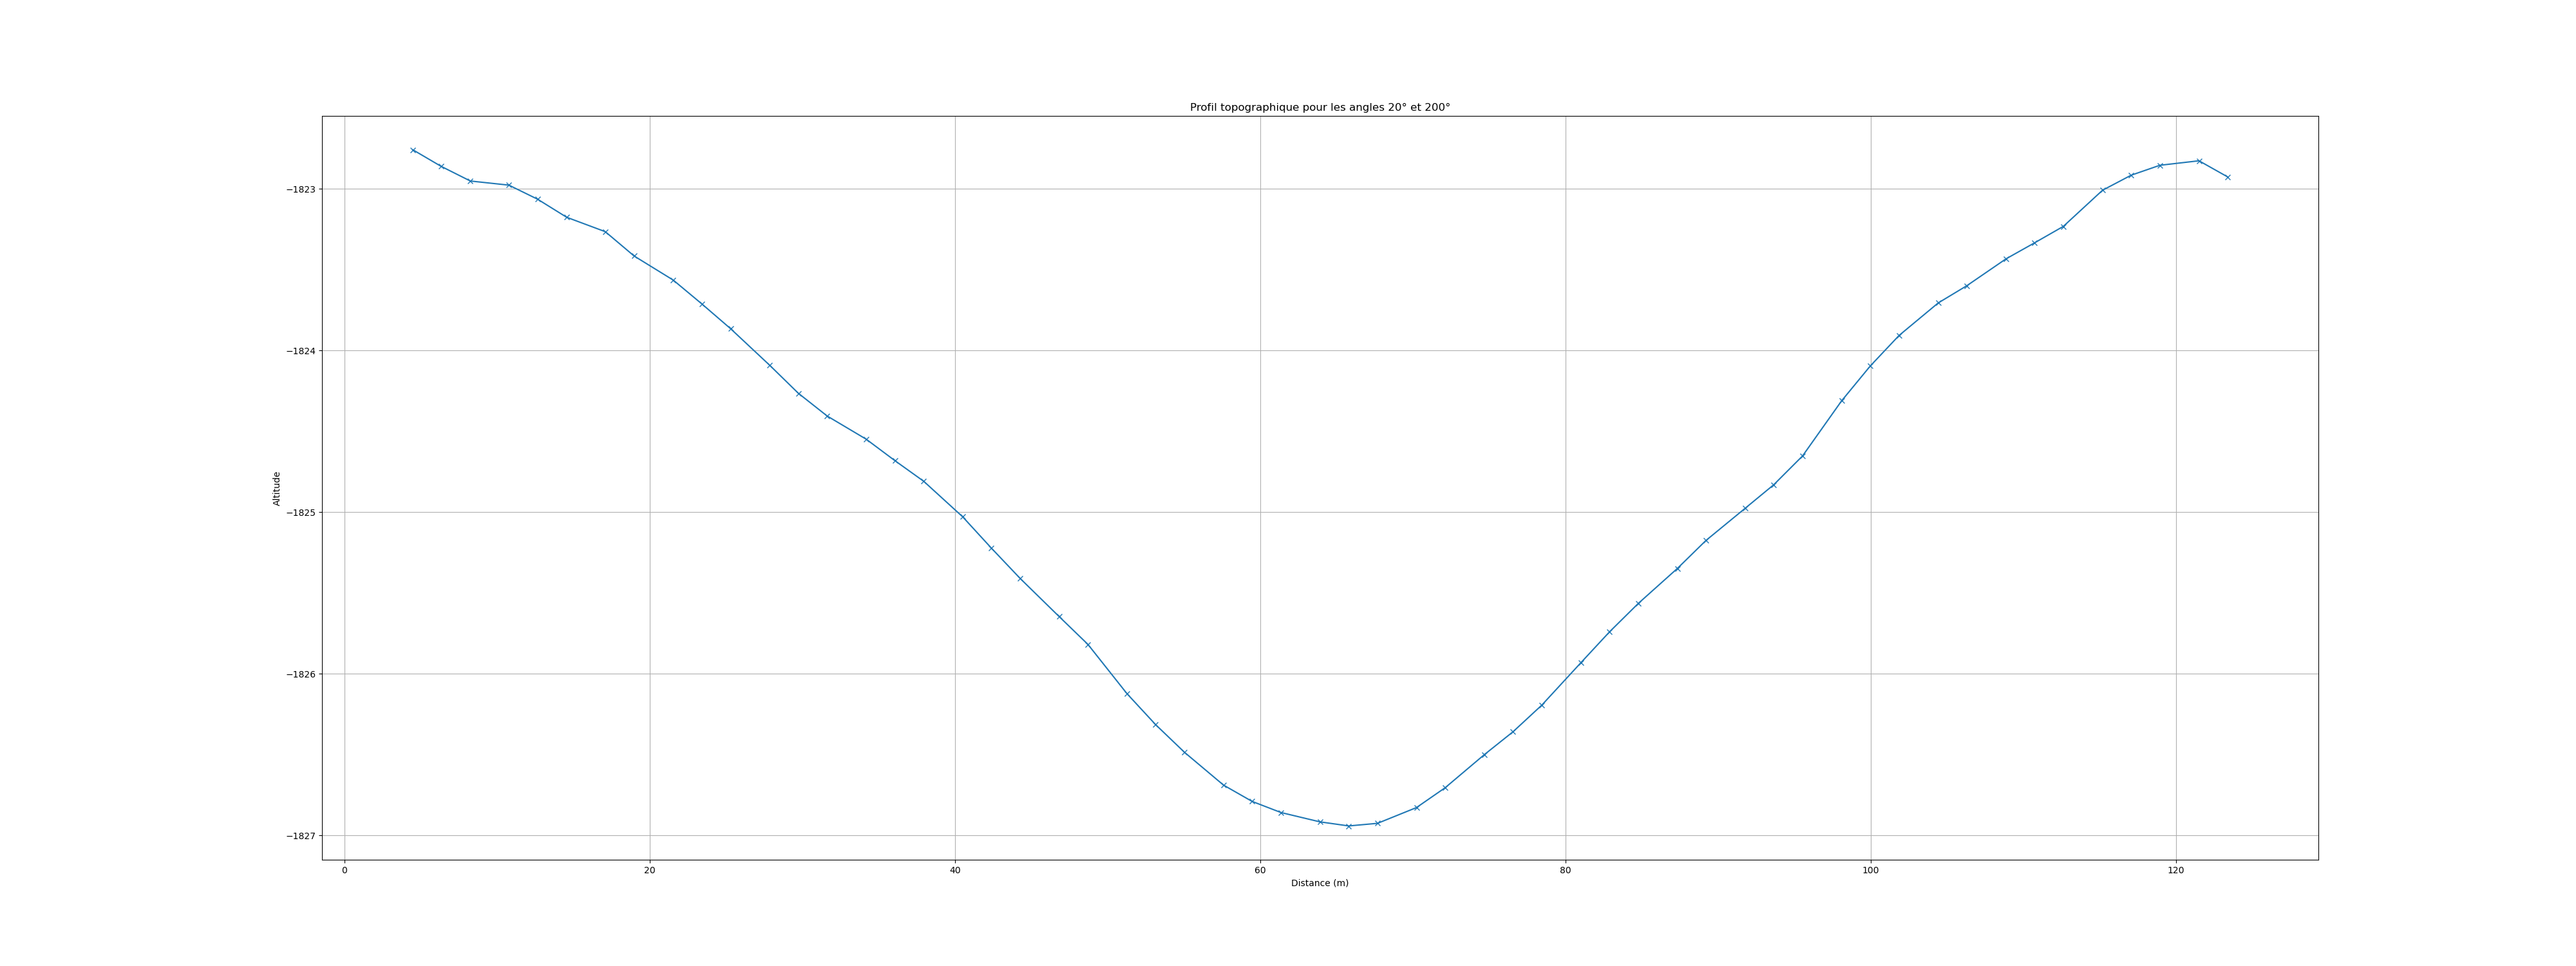 Profil topographique pour les angles 20° et 200°
Altitude
−1823
−1824
−1825
−1826
−1827
0 20 40 60 80 100 120
Distance (m)